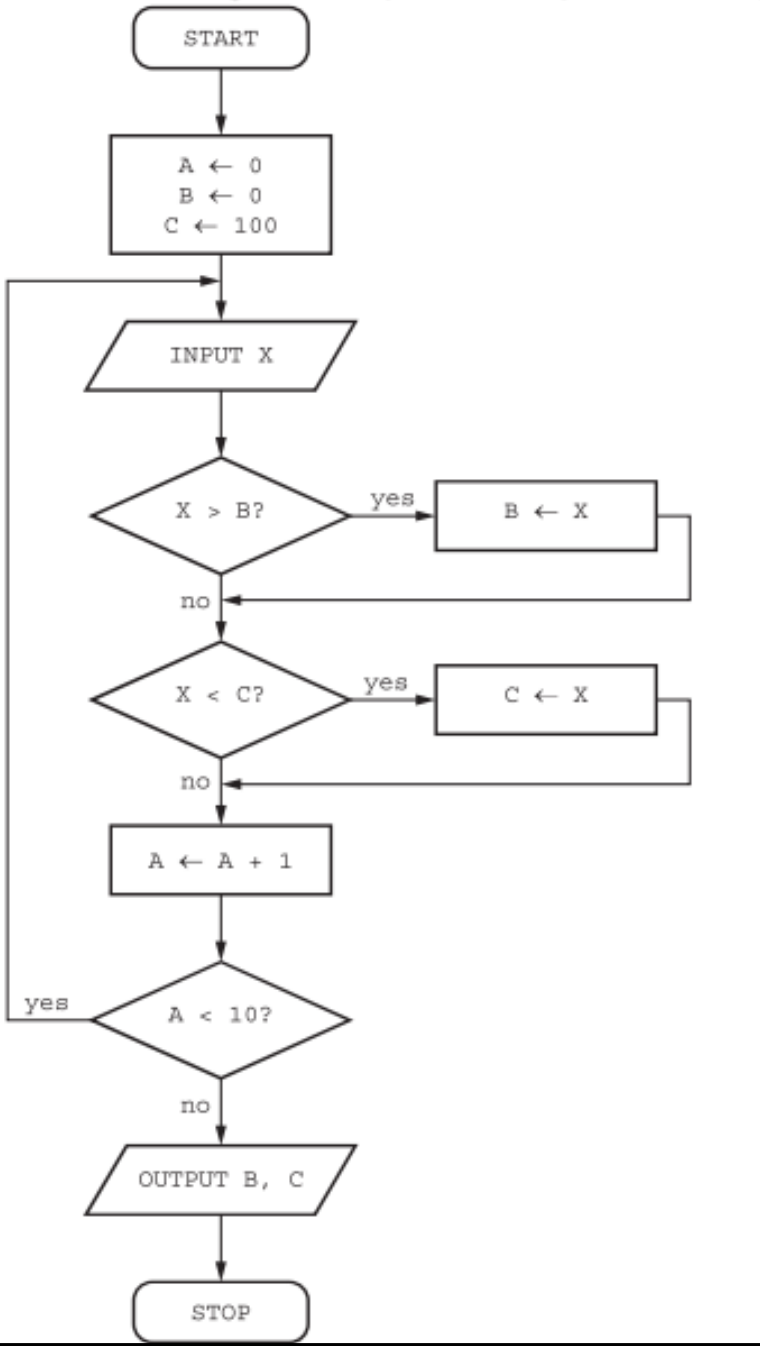 START
A ← 0
B ← 0
C ← 100
INPUT X
X > B?
yes
B ← X
no
X < C?
yes
C ← X
no
A ← A + 1
A < 10?
yes
no
OUTPUT B, C
STOP